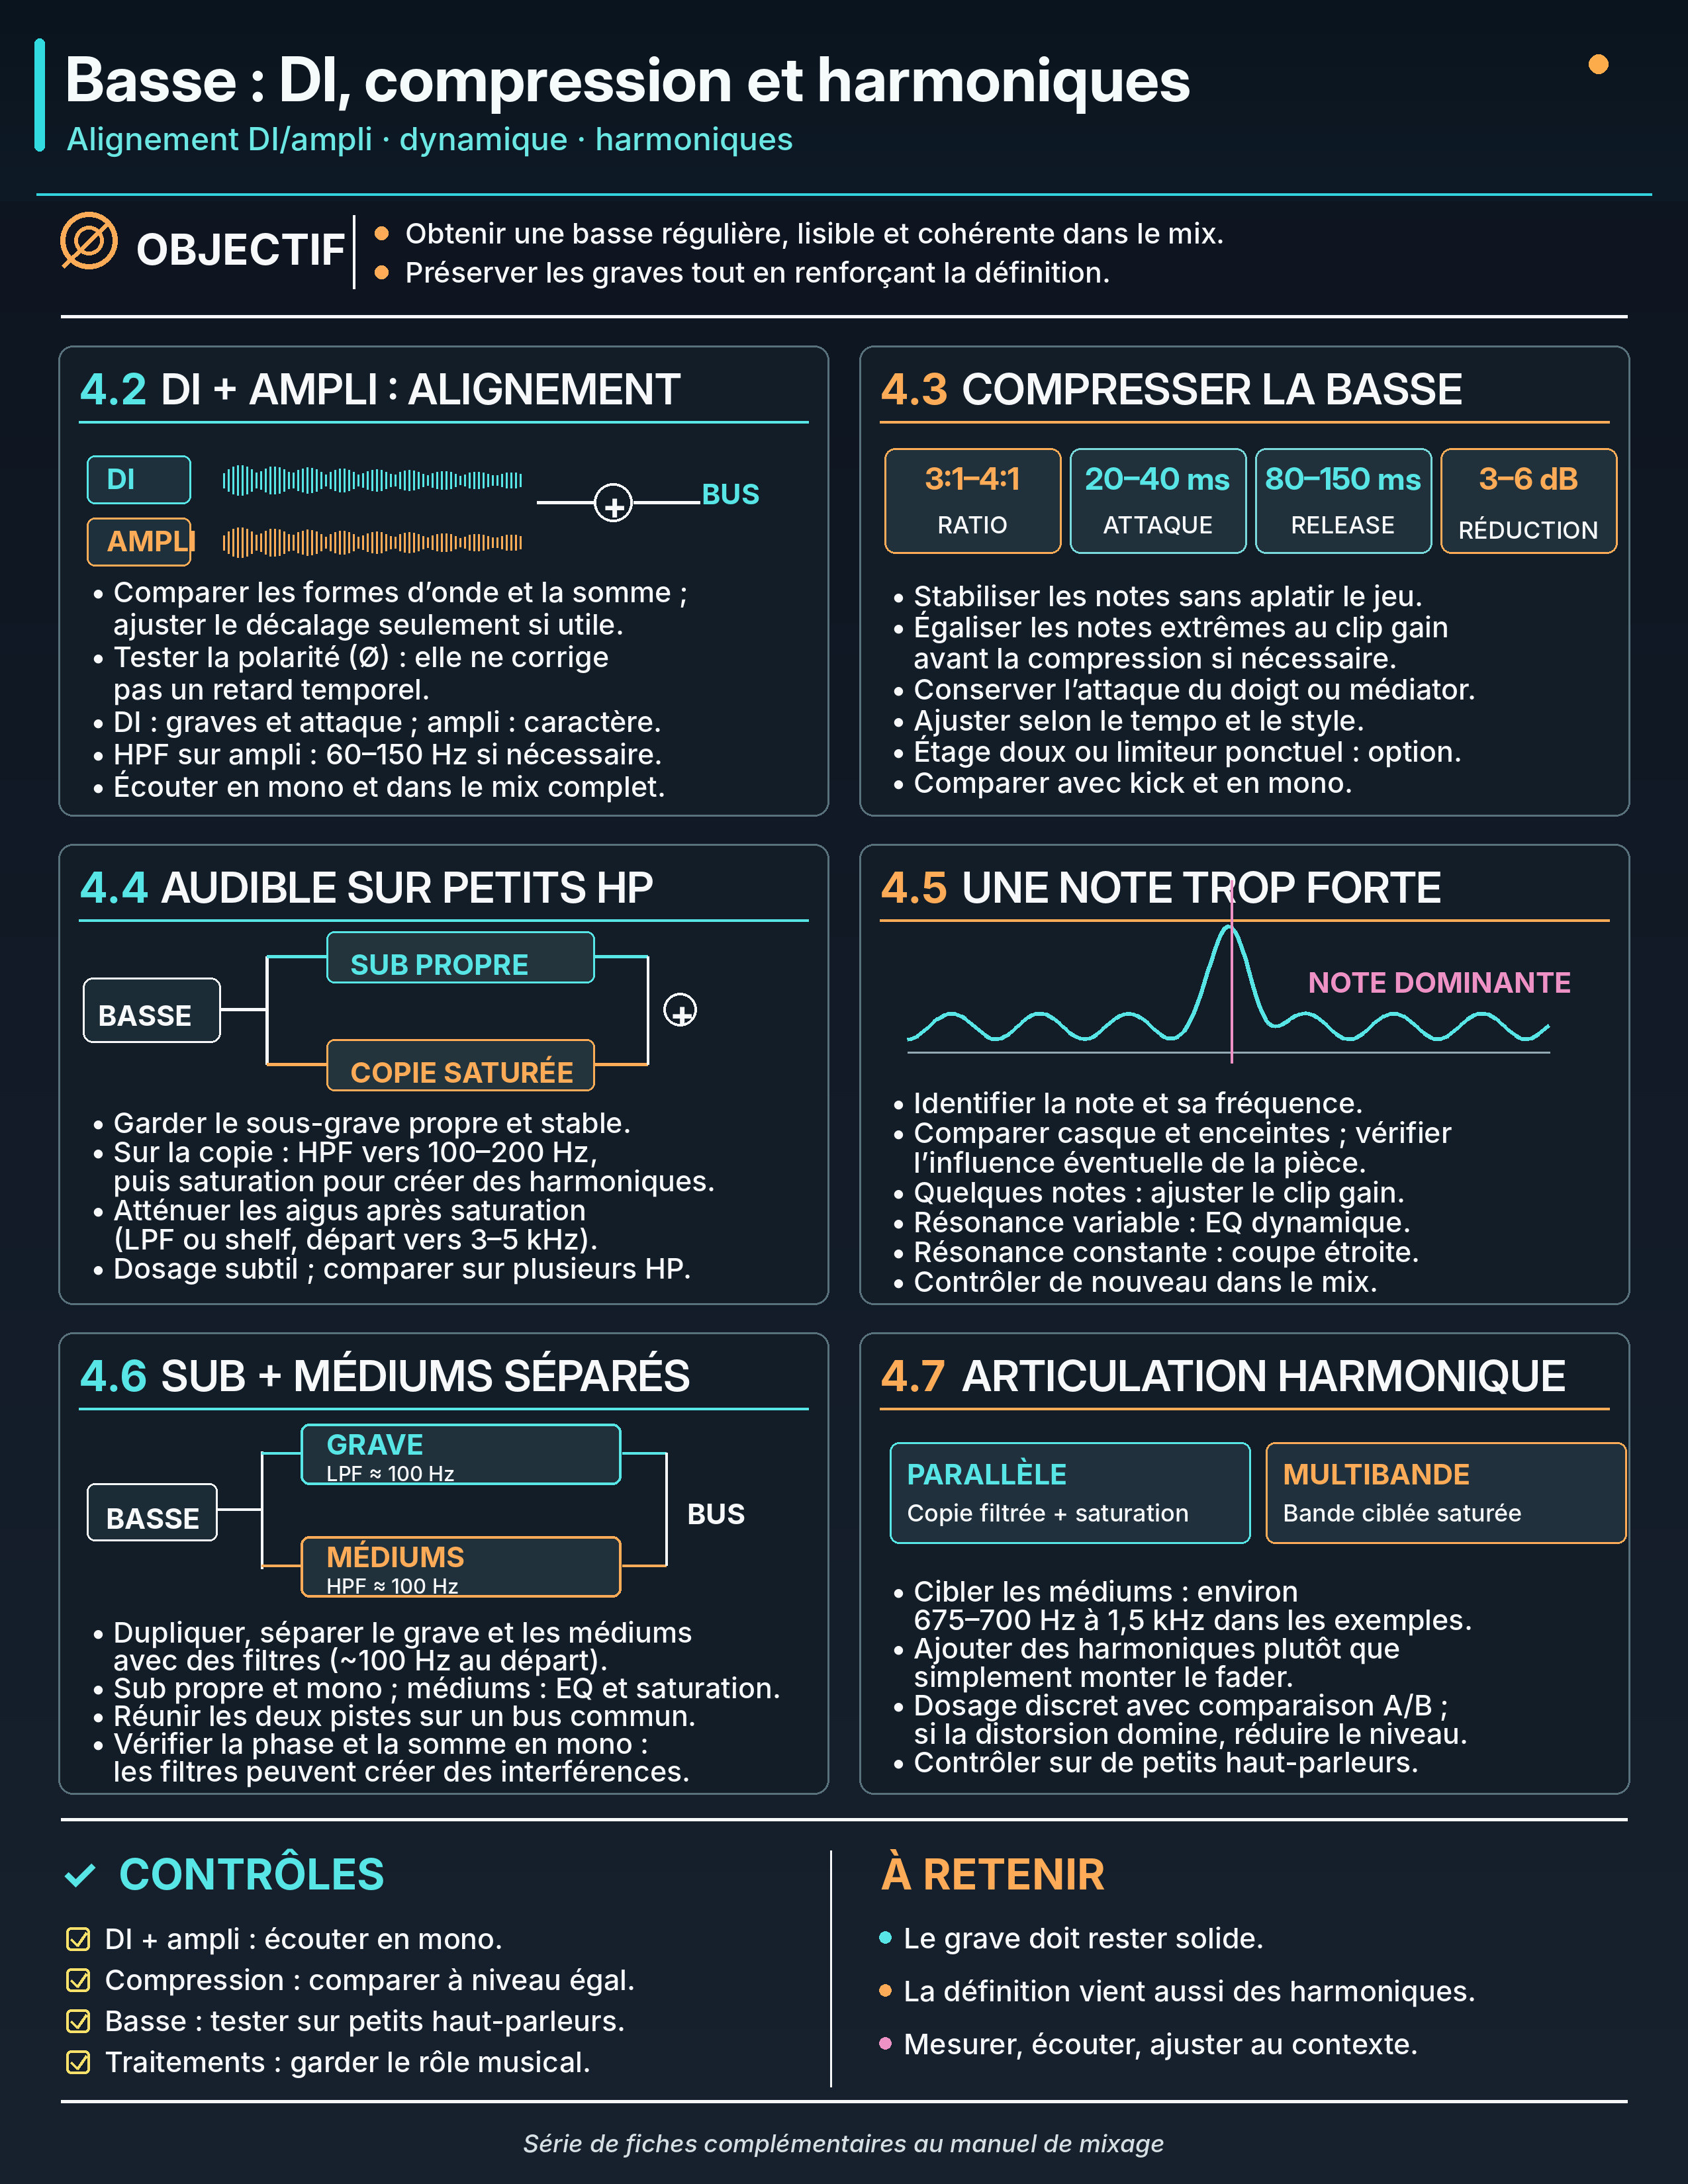 Basse : DI, compression et harmoniques
Alignement DI/ampli · dynamique · harmoniques
OBJECTIF
• Obtenir une basse régulière, lisible et cohérente dans le mix.
• Préserver les graves tout en renforçant la définition.
4.2 DI + AMPLI : ALIGNEMENT
DI
AMPLI
+
BUS
• Comparer les formes d’onde et la somme ;
ajuster le décalage seulement si utile.
• Tester la polarité (Ø) : elle ne corrige
pas un retard temporel.
• DI : graves et attaque ; ampli : caractère.
• HPF sur ampli : 60–150 Hz si nécessaire.
• Écouter en mono et dans le mix complet.
4.3 COMPRESSER LA BASSE
3:1–4:1
RATIO
20–40 ms
ATTAQUE
80–150 ms
RELEASE
3–6 dB
RÉDUCTION
• Stabiliser les notes sans aplatir le jeu.
• Égaliser les notes extrêmes au clip gain
avant la compression si nécessaire.
• Conserver l’attaque du doigt ou médiator.
• Ajuster selon le tempo et le style.
• Étage doux ou limiteur ponctuel : option.
• Comparer avec kick et en mono.
4.4 AUDIBLE SUR PETITS HP
BASSE
SUB PROPRE
COPIE SATURÉE
+
• Garder le sous-grave propre et stable.
• Sur la copie : HPF vers 100–200 Hz,
puis saturation pour créer des harmoniques.
• Atténuer les aigus après saturation
(LPF ou shelf, départ vers 3–5 kHz).
• Dosage subtil ; comparer sur plusieurs HP.
4.5 UNE NOTE TROP FORTE
NOTE DOMINANTE
• Identifier la note et sa fréquence.
• Comparer casque et enceintes ; vérifier
l’influence éventuelle de la pièce.
• Quelques notes : ajuster le clip gain.
• Résonance variable : EQ dynamique.
• Résonance constante : coupe étroite.
• Contrôler de nouveau dans le mix.
4.6 SUB + MÉDIUMS SÉPARÉS
BASSE
GRAVE
LPF ≈ 100 Hz
MÉDIUMS
HPF ≈ 100 Hz
BUS
• Dupliquer, séparer le grave et les médiums
avec des filtres (~100 Hz au départ).
• Sub propre et mono ; médiums : EQ et saturation.
• Réunir les deux pistes sur un bus commun.
• Vérifier la phase et la somme en mono :
les filtres peuvent créer des interférences.
4.7 ARTICULATION HARMONIQUE
PARALLÈLE
Copie filtrée + saturation
MULTIBANDE
Bande ciblée saturée
• Cibler les médiums : environ
675–700 Hz à 1,5 kHz dans les exemples.
• Ajouter des harmoniques plutôt que
simplement monter le fader.
• Dosage discret avec comparaison A/B ;
si la distorsion domine, réduire le niveau.
• Contrôler sur de petits haut-parleurs.
✓ CONTRÔLES
☑ DI + ampli : écouter en mono.
☑ Compression : comparer à niveau égal.
☑ Basse : tester sur petits haut-parleurs.
☑ Traitements : garder le rôle musical.
À RETENIR
• Le grave doit rester solide.
• La définition vient aussi des harmoniques.
• Mesurer, écouter, ajuster au contexte.
Série de fiches complémentaires au manuel de mixage